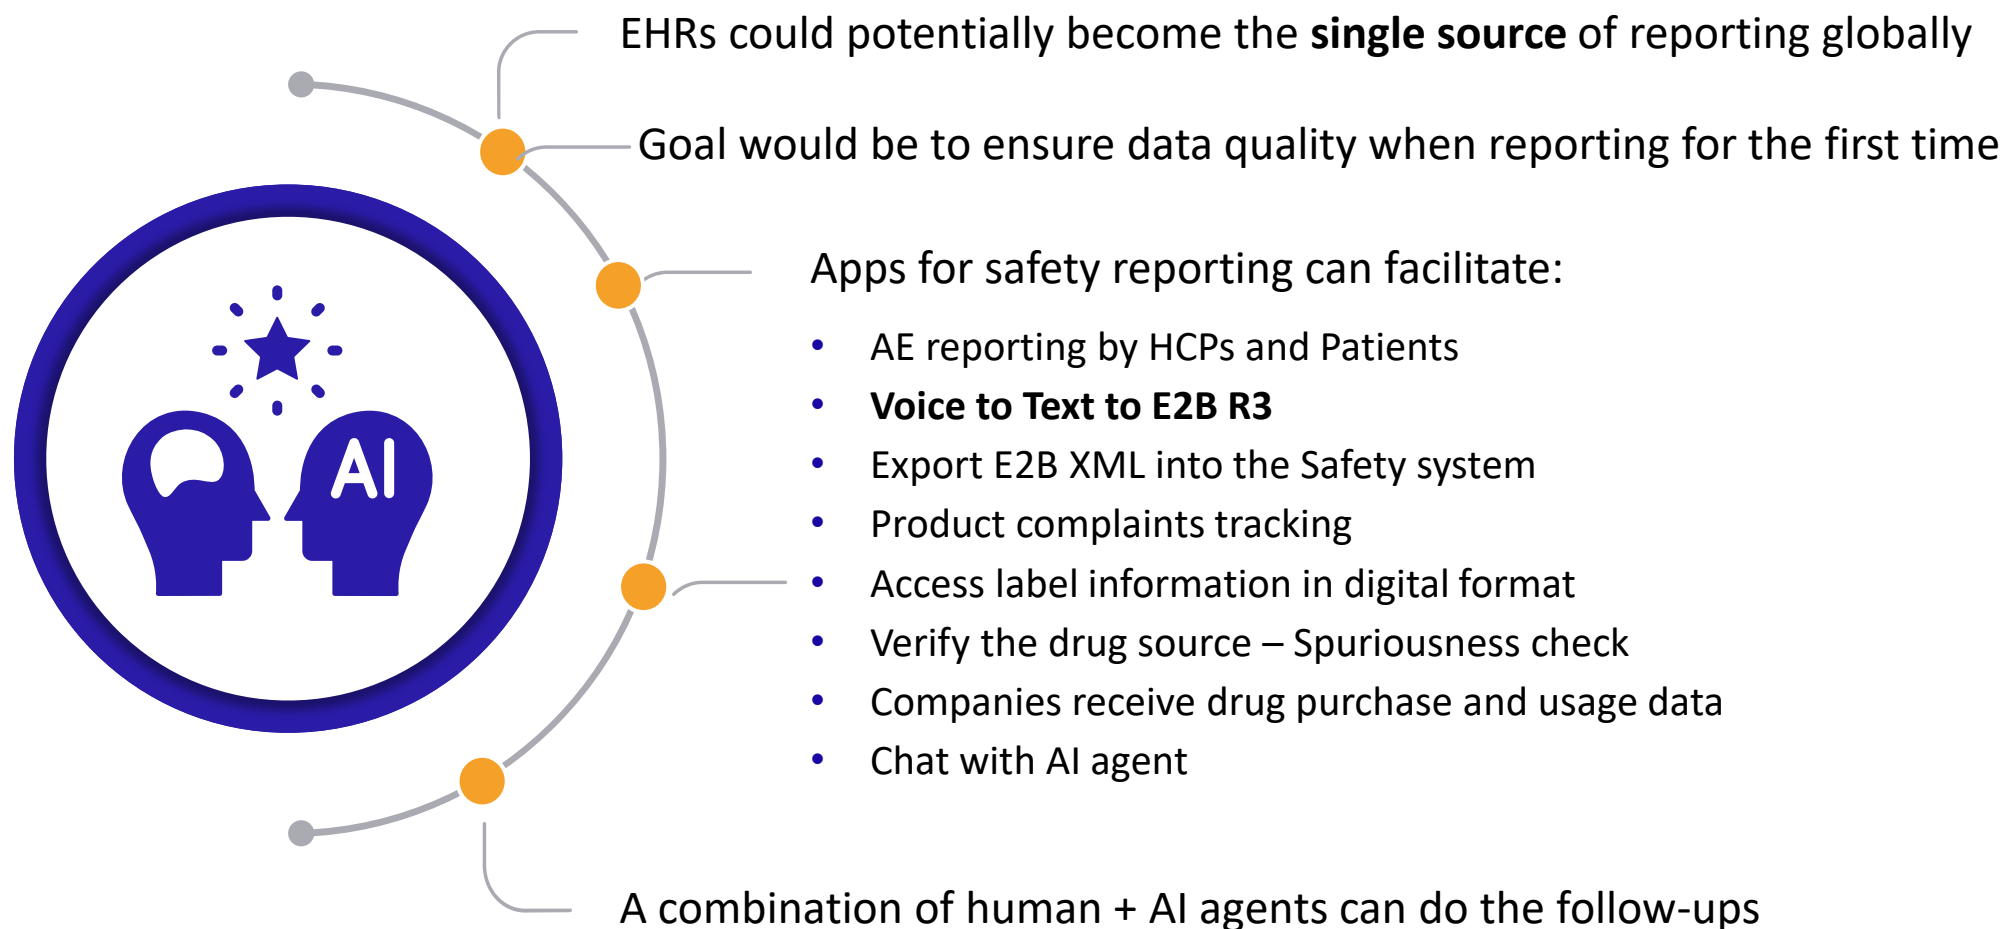 EHRs could potentially become the single source of reporting globally
Goal would be to ensure data quality when reporting for the first time
Apps for safety reporting can facilitate:
• AE reporting by HCPs and Patients
• Voice to Text to E2B R3
• Export E2B XML into the Safety system
• Product complaints tracking
• Access label information in digital format
• Verify the drug source – Spuriousness check
• Companies receive drug purchase and usage data
• Chat with AI agent
AI
A combination of human + AI agents can do the follow-ups